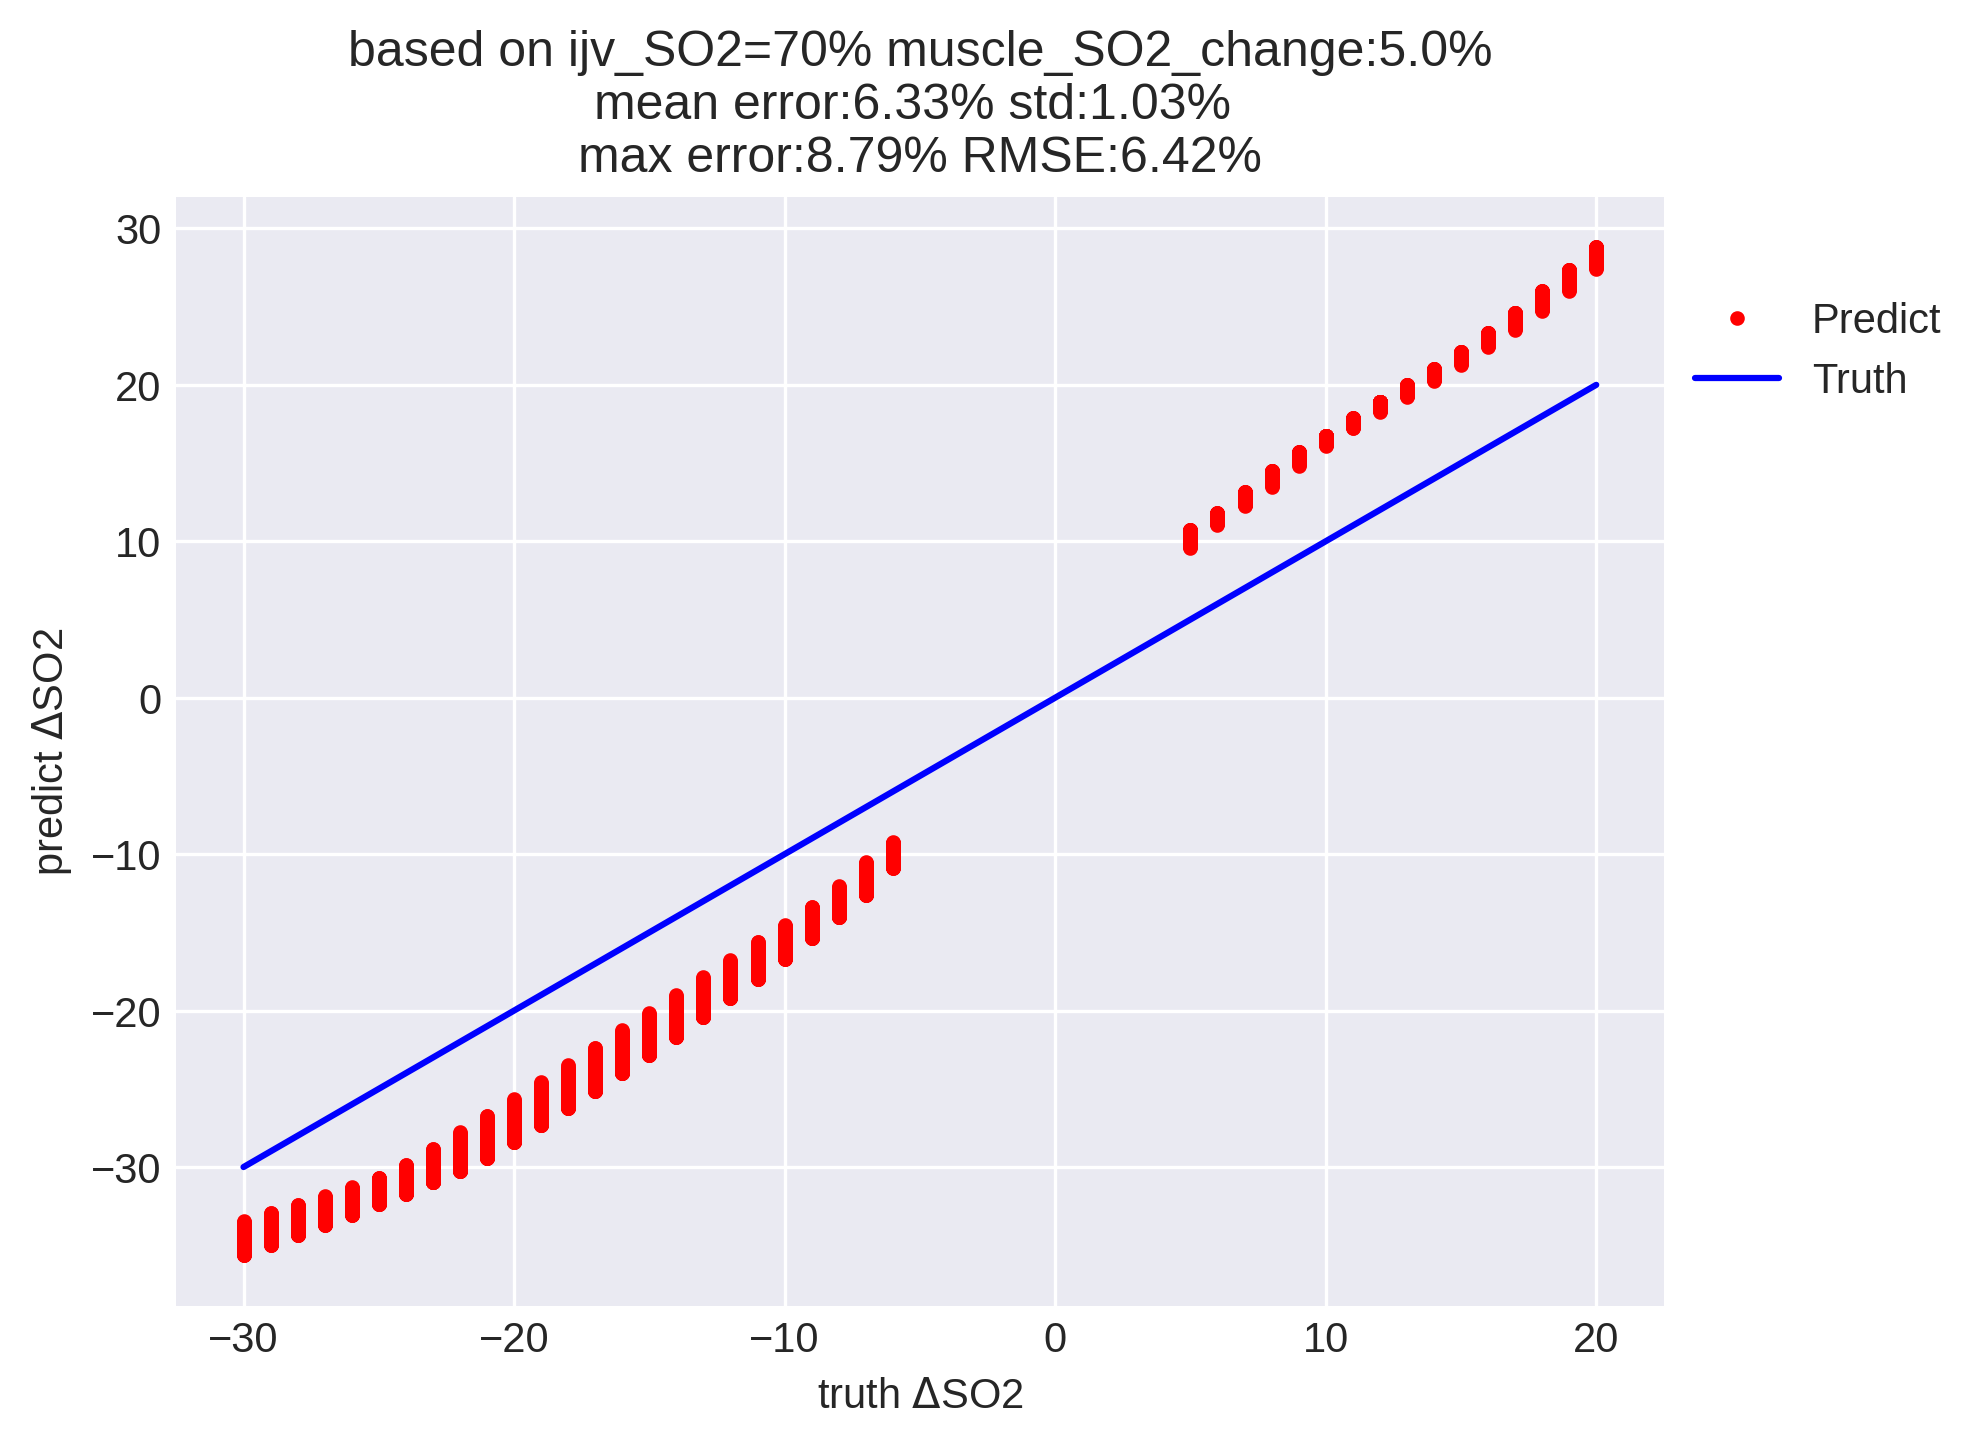 based on ijv_SO2=70% muscle_SO2_change:5.0%
mean error:6.33% std:1.03%
max error:8.79% RMSE:6.42%
30
20
10
0
−10
−20
−30
predict ΔSO2
−30
−20
−10
0
10
20
truth ΔSO2
Predict
Truth